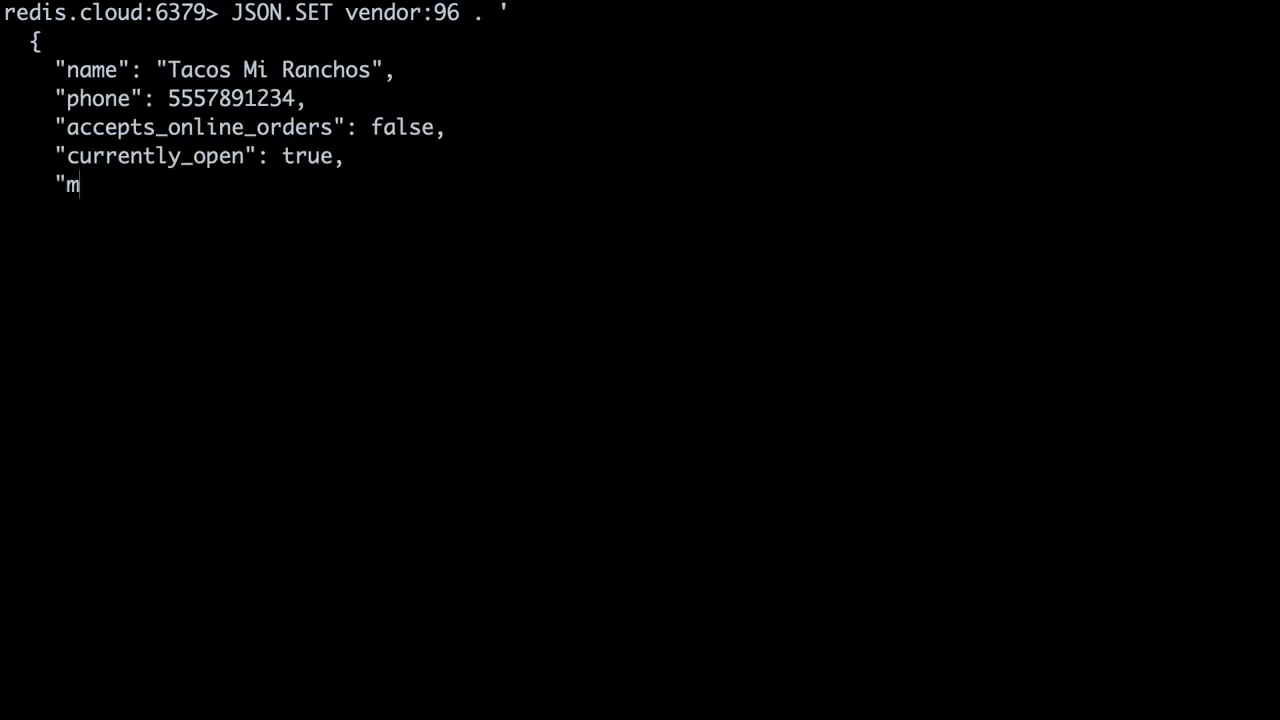 redis.cloud:6379> JSON.SET vendor:96 . '
{
"name": "Tacos Mi Ranchos",
"phone": 5557891234,
"accepts_online_orders": false,
"currently_open": true,
"m